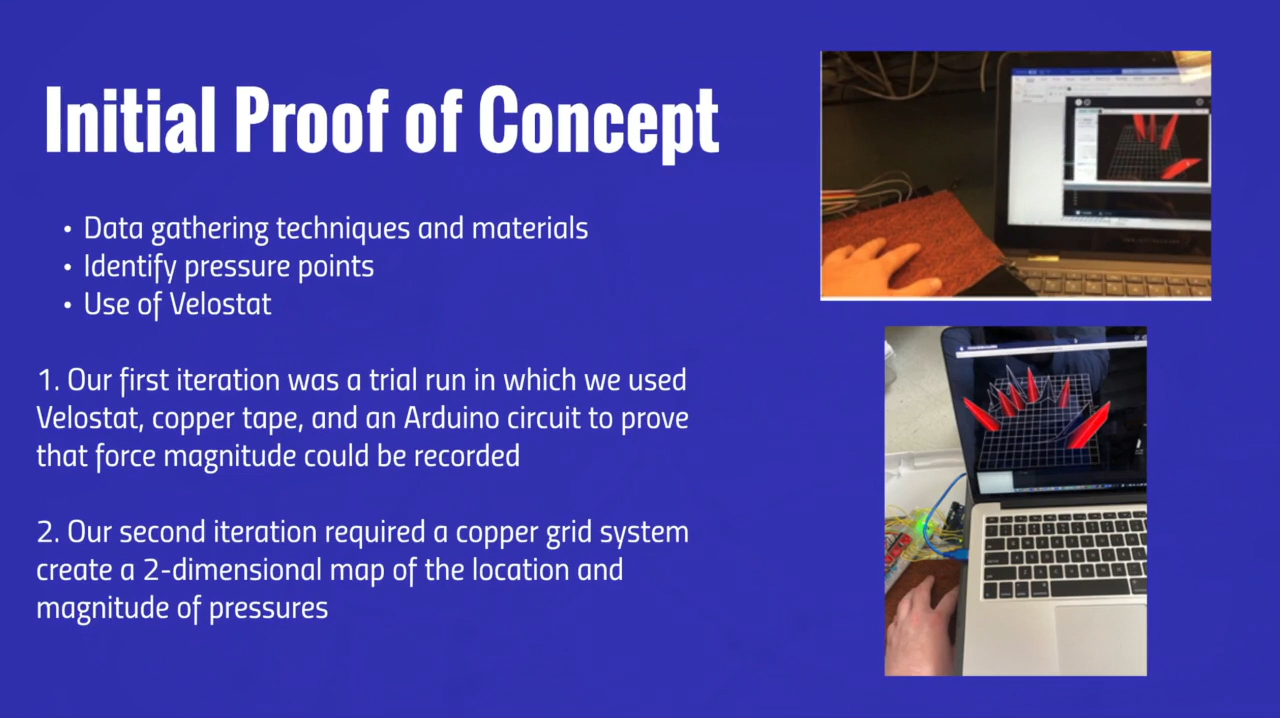 Initial Proof of Concept
• Data gathering techniques and materials
• Identify pressure points
• Use of Velostat
1. Our first iteration was a trial run in which we used
Velostat, copper tape, and an Arduino circuit to prove
that force magnitude could be recorded
2. Our second iteration required a copper grid system
create a 2-dimensional map of the location and
magnitude of pressures